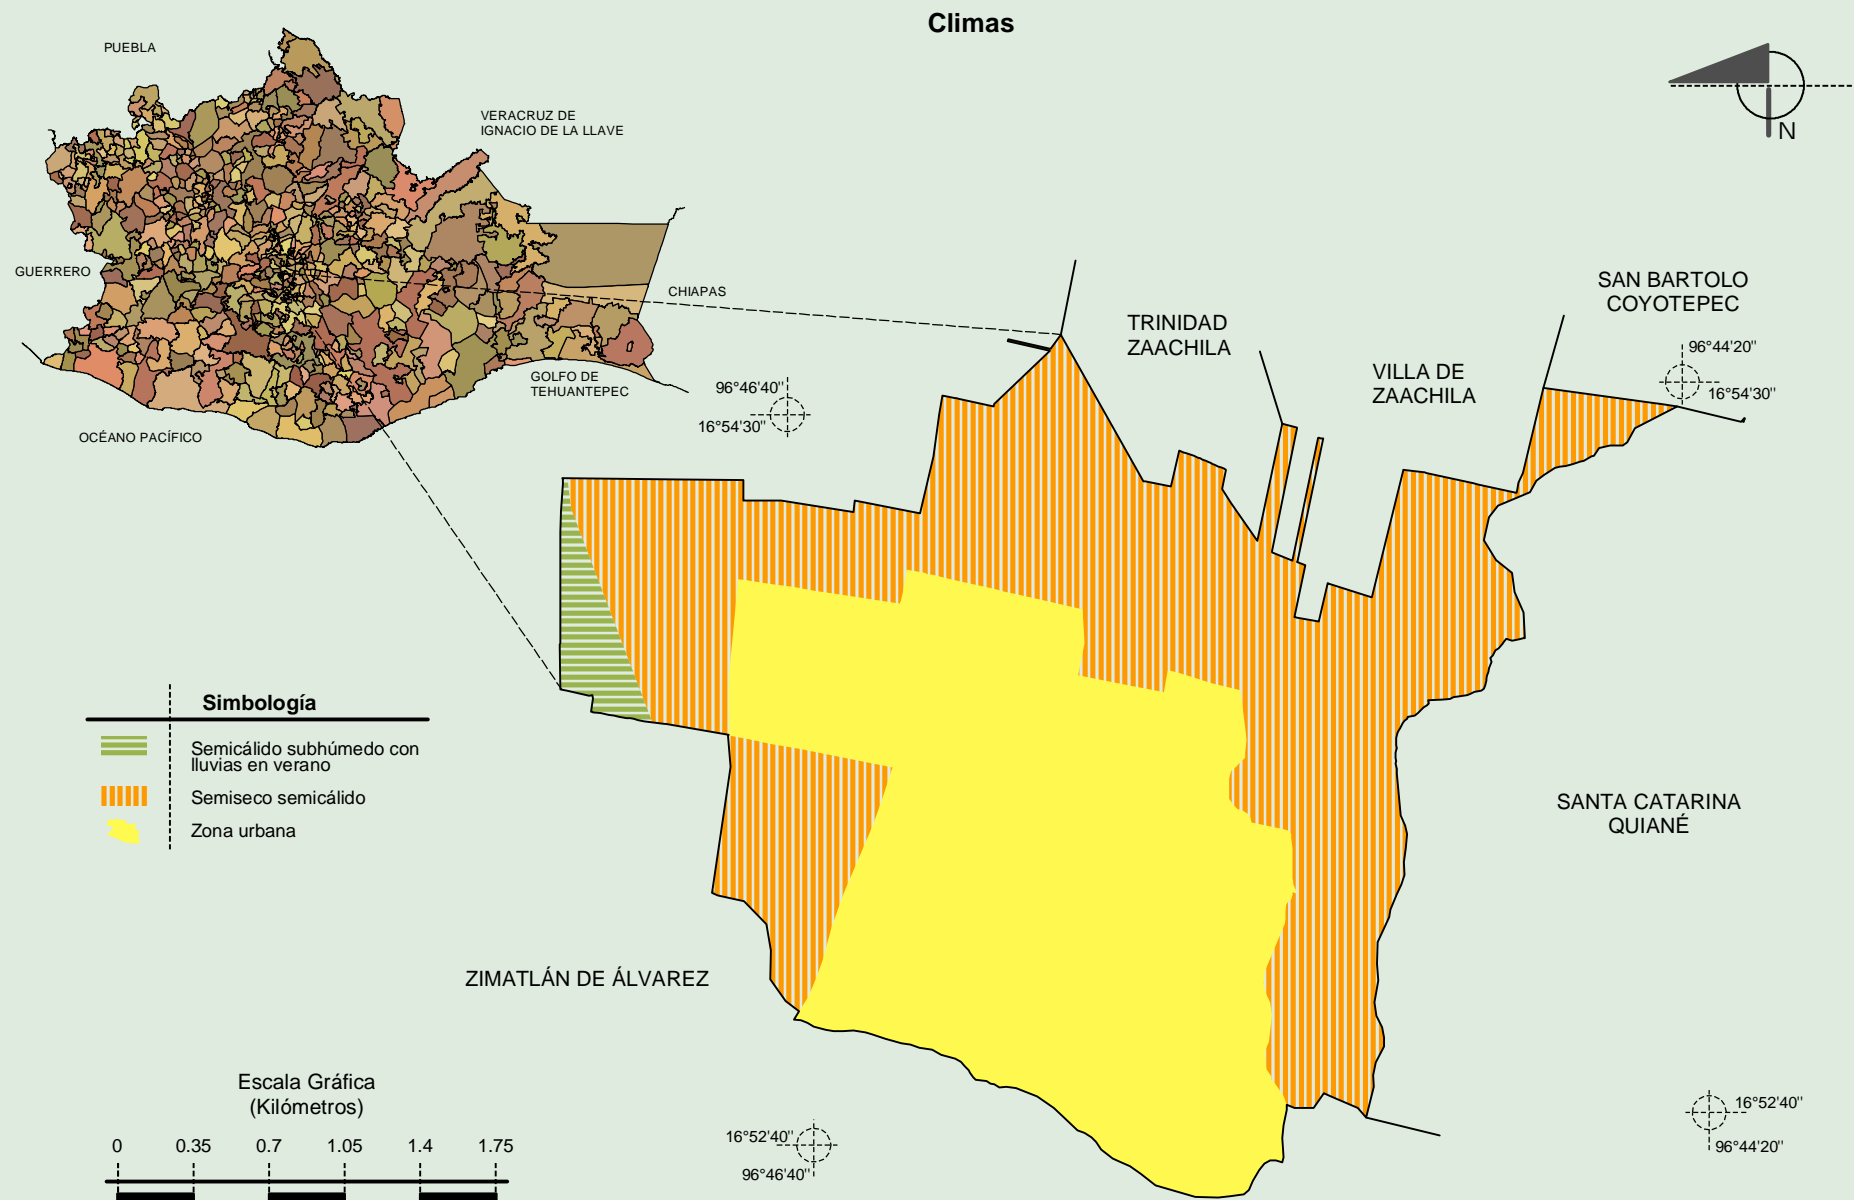 Climas
PUEBLA
VERACRUZ DE
IGNACIO DE LA LLAVE
N
GUERRERO
CHIAPAS
SAN BARTOLO
COYOTEPEC
TRINIDAD
ZAACHILA
VILLA DE
ZAACHILA
96°44'20"
16°54'30"
GOLFO DE
TEHUANTEPEC
96°46'40"
16°54'30"
OCÉANO PACÍFICO
Simbología
Semicálido subhúmedo con
lluvias en verano
Semiseco semicálido
Zona urbana
SANTA CATARINA
QUIANÉ
ZIMATLÁN DE ÁLVAREZ
Escala Gráfica
(Kilómetros)
0 0.35 0.7 1.05 1.4 1.75
16°52'40"
96°46'40"
16°52'40"
96°44'20"